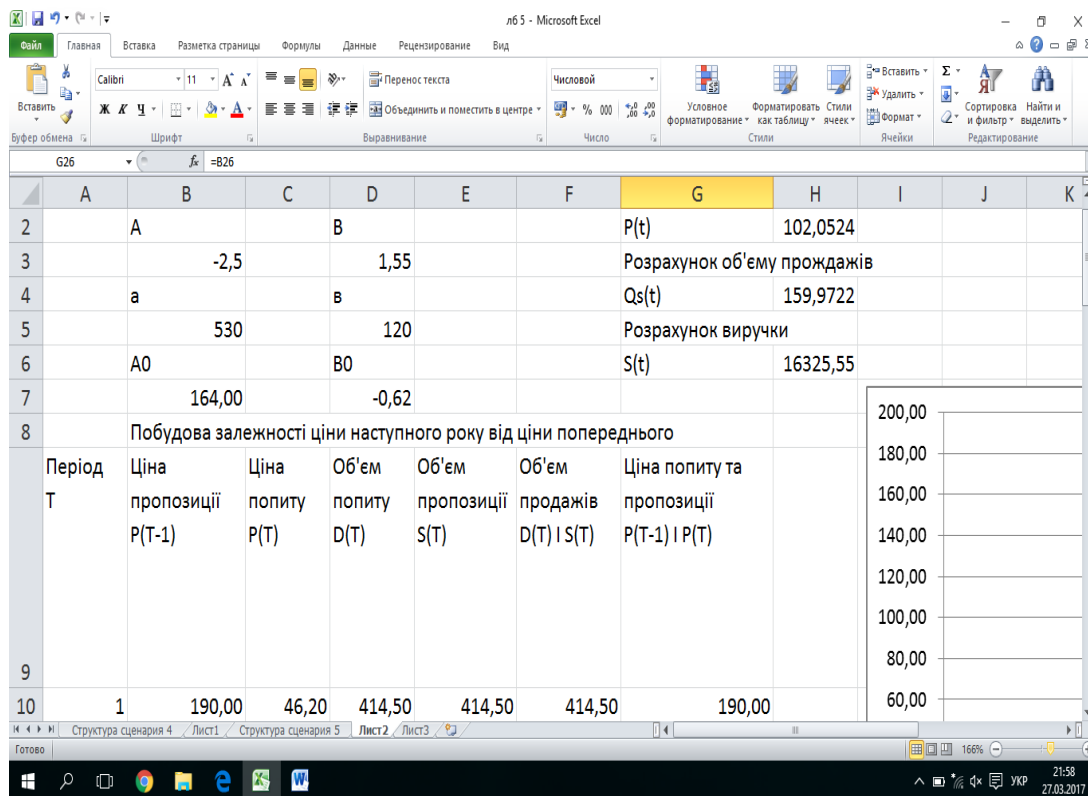 лб 5 - Microsoft Excel
Файл Главная Вставка Разметка страницы Формулы Данные Рецензирование Вид
Вставить
Calibri 11
Ж К Ч
Перенос текста
Объединить и поместить в центре
Числовой
% 000
Условное форматирование
Форматировать как таблицу
Стили ячеек
Вставить
Удалить
Формат
Σ
Сортировка и фильтр
Найти и выделить
Буфер обмена Шрифт Выравнивание Число Стили Ячейки Редактирование
G26 fx =B26
A B C D E F G H I J K
2 A B P(t) 102,0524
3 -2,5 1,55 Розрахунок об'єму прождажів
4 а в Qs(t) 159,9722
5 530 120 Розрахунок виручки
6 A0 B0 S(t) 16325,55
7 164,00 -0,62
8 Побудова залежності ціни наступного року від ціни попереднього
Період Т
Ціна пропозиції P(T-1)
Ціна попиту P(T)
Об'єм попиту D(T)
Об'єм пропозиції S(T)
Об'єм продажів D(T) I S(T)
Ціна попиту та пропозиції P(T-1) I P(T)
9
10 1 190,00 46,20 414,50 414,50 414,50 190,00
200,00
180,00
160,00
140,00
120,00
100,00
80,00
60,00
Структура сценария 4 Лист1 Структура сценария 5 Лист2 Лист3
Готово 166%
УКР 21:58
27.03.2017